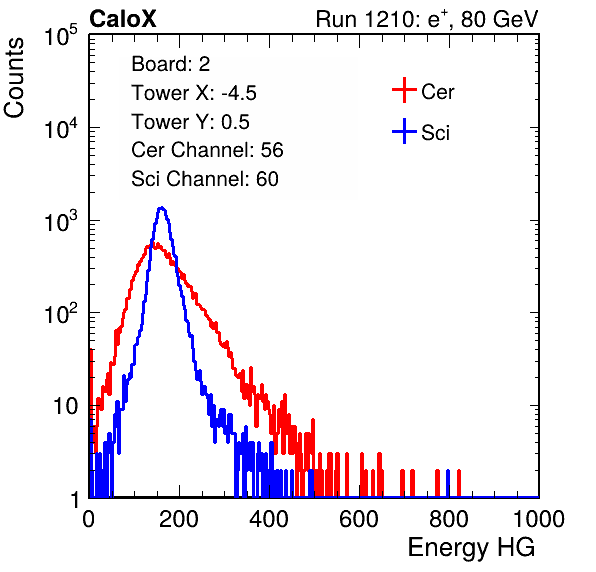 CaloX Run 1210: e⁺, 80 GeV
Counts
Board: 2
Tower X: -4.5
Tower Y: 0.5
Cer Channel: 56
Sci Channel: 60
Cer
Sci
10⁵
10⁴
10³
10²
10
1
0 200 400 600 800 1000
Energy HG